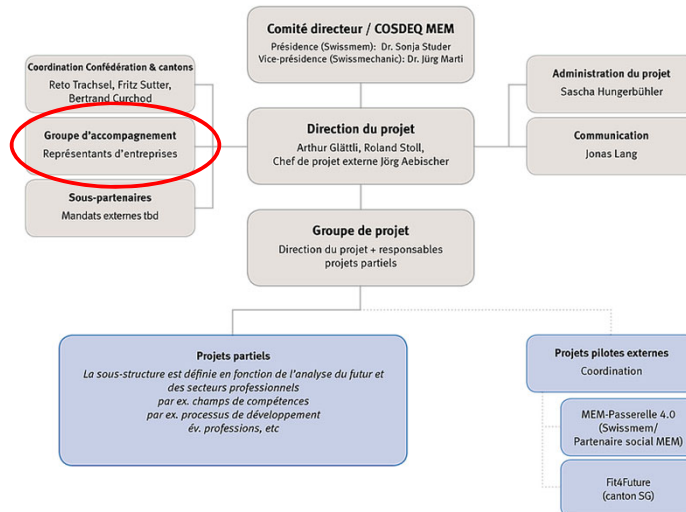 Comité directeur / COSDEQ MEM
Présidence (Swissmem): Dr. Sonja Studer
Vice-présidence (Swissmechanic): Dr. Jürg Marti
Coordination Confédération & cantons
Reto Trachsel, Fritz Sutter,
Bertrand Curchod
Groupe d'accompagnement
Représentants d'entreprises
Sous-partenaires
Mandats externes tbd
Direction du projet
Arthur Glättli, Roland Stoll,
Chef de projet externe Jörg Aebischer
Administration du projet
Sascha Hungerbühler
Communication
Jonas Lang
Groupe de projet
Direction du projet + responsables
projets partiels
Projets partiels
La sous-structure est définie en fonction de l'analyse du futur et
des secteurs professionnels
par ex. champs de compétences
par ex. processus de développement
év. professions, etc
Projets pilotes externes
Coordination
MEM-Passerelle 4.0
(Swissmem/
Partenaire social MEM)
Fit4Future
(canton SG)